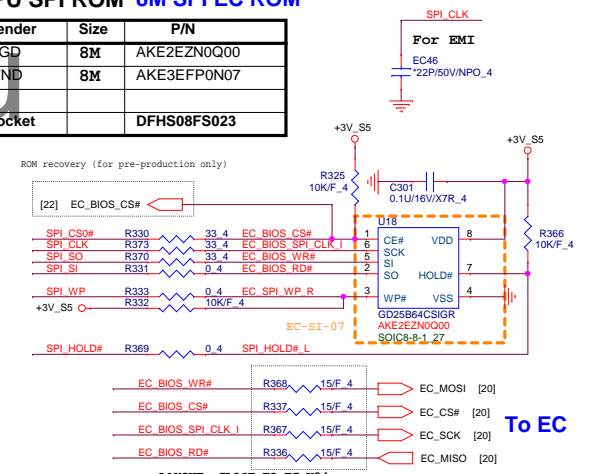 PU SPI ROM 8M SPI EC ROM
ender Size P/N
GD 8M AKE2EZN0Q00
ND 8M AKE3EFP0N07
ocket DFHS08FS023
SPI_CLK
For EMI
EC46
*22P/50V/NPO_4
+3V_S5
+3V_S5
ROM recovery (for pre-production only)
R325
10K/F_4
C301
0.1U/16V/X7R_4
[22] EC_BIOS_CS#
R366
10K/F_4
U18
SPI_CS0# R330 33_4 EC_BIOS_CS# 1 CE# VDD 8
SPI_CLK R373 33_4 EC_BIOS_SPI_CLK_I 6 SCK
SPI_SO R370 33_4 EC_BIOS_WR# 5 SI
SPI_SI R331 0_4 EC_BIOS_RD# 2 SO HOLD# 7
SPI_WP R333 0_4 EC_SPI_WP_R 3 WP# VSS 4
+3V_S5 R332 10K/F_4
GD25B64CSIGR
AKE2EZN0Q00
SOIC8-8-1_27
EC-SI-07
SPI_HOLD# R369 0_4 SPI_HOLD#_L
EC_BIOS_WR# R368 15/F_4 EC_MOSI [20]
EC_BIOS_CS# R337 15/F_4 EC_CS# [20]
To EC
EC_BIOS_SPI_CLK_I R367 15/F_4 EC_SCK [20]
EC_BIOS_RD# R336 15/F_4 EC_MISO [20]